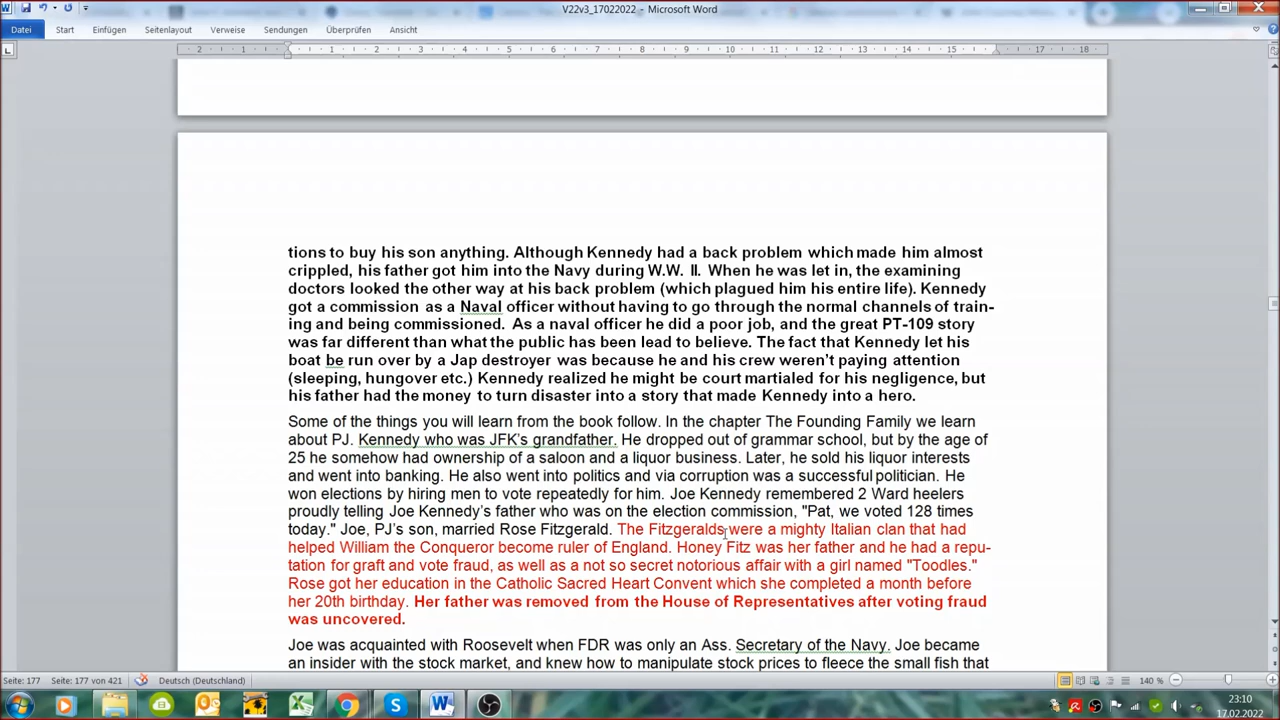 V22v3_17022022 - Microsoft Word
Datei Start Einfügen Seitenlayout Verweise Sendungen Überprüfen Ansicht
2 1 1 2 3 4 5 6 7 8 9 10 11 12 13 14 15 17 18
tions to buy his son anything. Although Kennedy had a back problem which made him almost
crippled, his father got him into the Navy during W.W. II. When he was let in, the examining
doctors looked the other way at his back problem (which plagued him his entire life). Kennedy
got a commission as a Naval officer without having to go through the normal channels of train-
ing and being commissioned. As a naval officer he did a poor job, and the great PT-109 story
was far different than what the public has been lead to believe. The fact that Kennedy let his
boat be run over by a Jap destroyer was because he and his crew weren't paying attention
(sleeping, hungover etc.) Kennedy realized he might be court martialed for his negligence, but
his father had the money to turn disaster into a story that made Kennedy into a hero.
Some of the things you will learn from the book follow. In the chapter The Founding Family we learn
about PJ. Kennedy who was JFK's grandfather. He dropped out of grammar school, but by the age of
25 he somehow had ownership of a saloon and a liquor business. Later, he sold his liquor interests
and went into banking. He also went into politics and via corruption was a successful politician. He
won elections by hiring men to vote repeatedly for him. Joe Kennedy remembered 2 Ward heelers
proudly telling Joe Kennedy's father who was on the election commission, "Pat, we voted 128 times
today." Joe, PJ's son, married Rose Fitzgerald. The Fitzgeralds were a mighty Italian clan that had
helped William the Conqueror become ruler of England. Honey Fitz was her father and he had a repu-
tation for graft and vote fraud, as well as a not so secret notorious affair with a girl named "Toodles."
Rose got her education in the Catholic Sacred Heart Convent which she completed a month before
her 20th birthday. Her father was removed from the House of Representatives after voting fraud
was uncovered.
Joe was acquainted with Roosevelt when FDR was only an Ass. Secretary of the Navy. Joe became
an insider with the stock market, and knew how to manipulate stock prices to fleece the small fish that
Seite: 177 Seite: 177 von 421 Deutsch (Deutschland) 140 %
23:10
17.02.2022